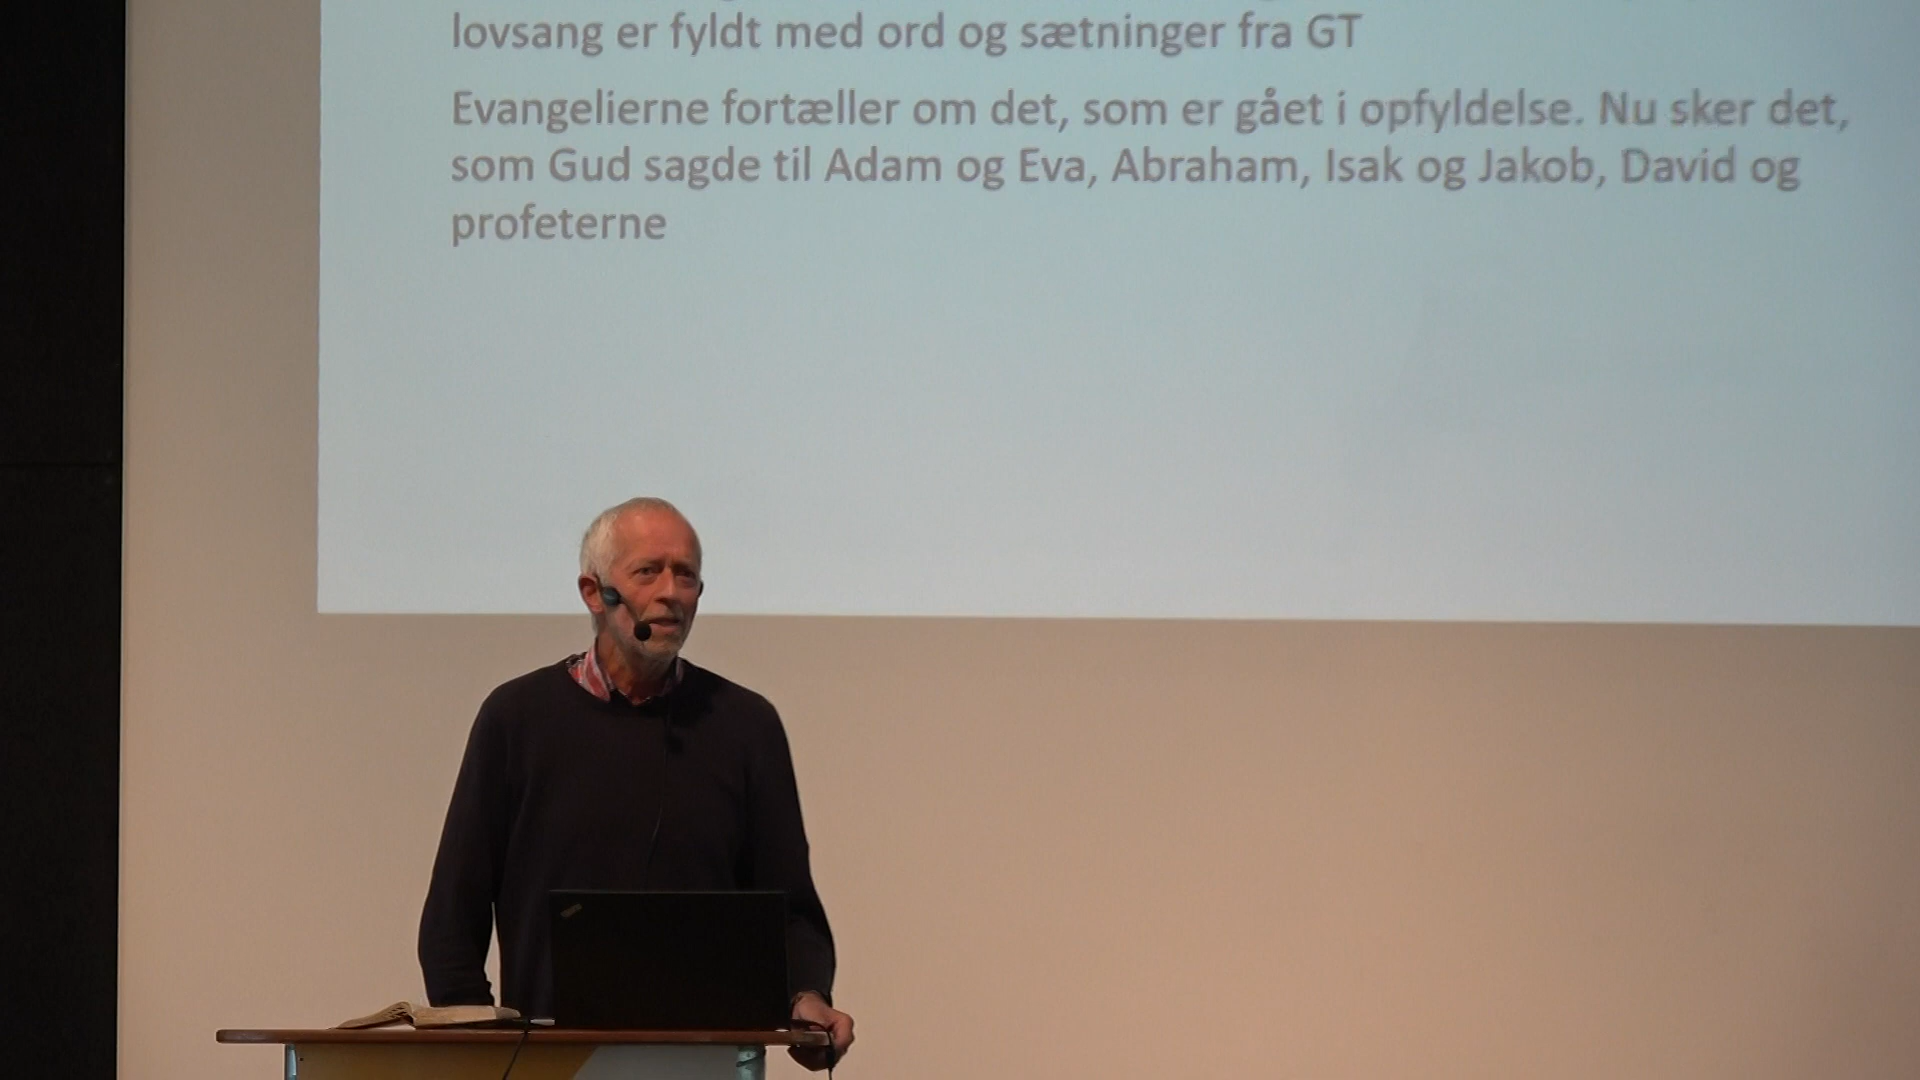 lovsang er fyldt med ord og sætninger fra GT
Evangelierne fortæller om det, som er gået i opfyldelse. Nu sker det,
som Gud sagde til Adam og Eva, Abraham, Isak og Jakob, David og
profeterne